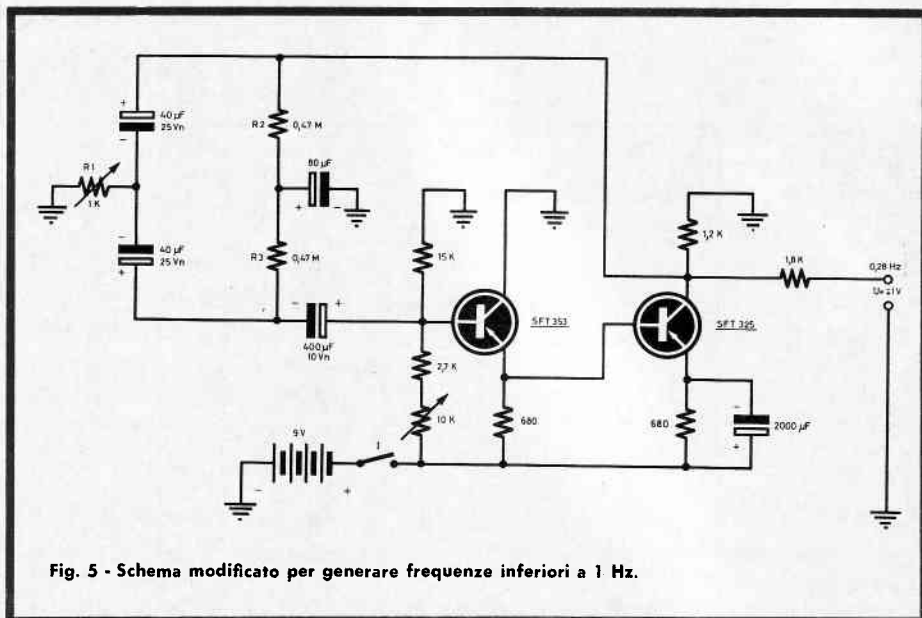 +
40 µF
25 Vn
−
R1
1 K
−
40 µF
25 Vn
+
R2
0,47 M
80 µF
+
−
R3
0,47 M
−
+
400 µF
10 Vn
15 K
2,7 K
10 K
9 V
−
+
I
SFT 353
680
1,2 K
1,8 K
0,28 Hz
SFT 325
680
−
2000 µF
+
Fig. 5 - Schema modificato per generare frequenze inferiori a 1 Hz.